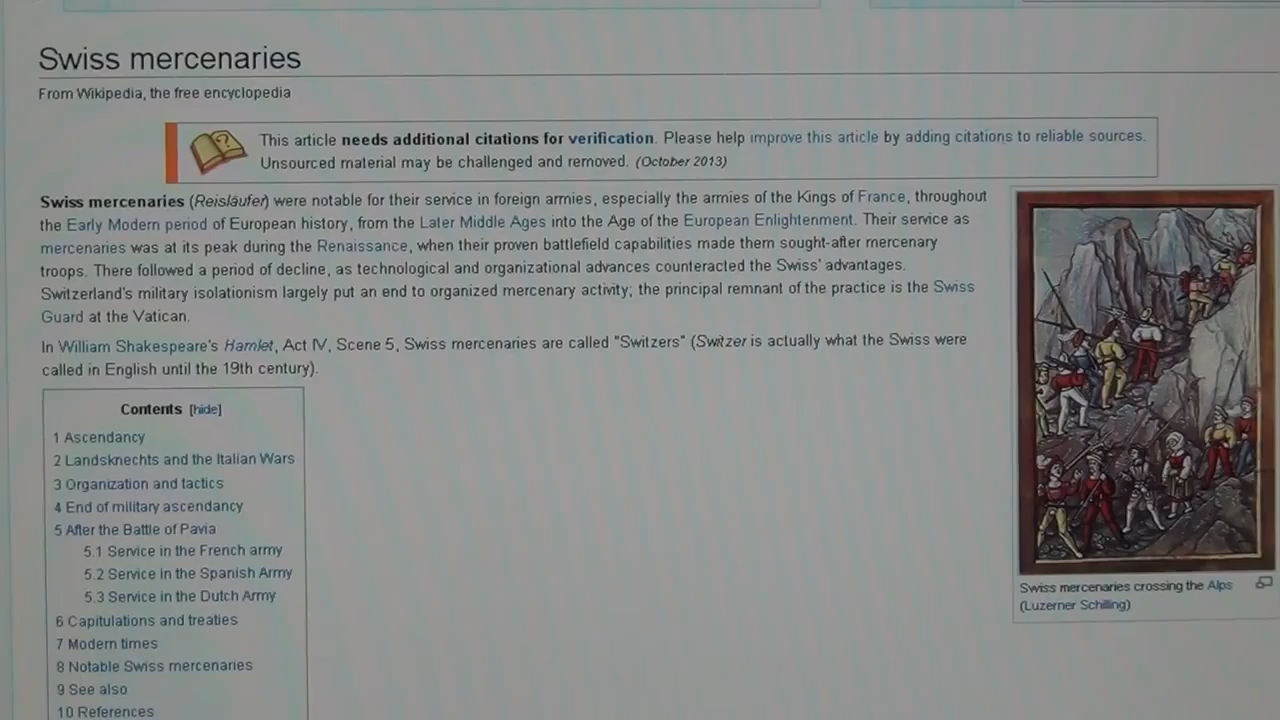 Swiss mercenaries
From Wikipedia, the free encyclopedia
This article needs additional citations for verification. Please help improve this article by adding citations to reliable sources.
Unsourced material may be challenged and removed. (October 2013)
Swiss mercenaries (Reisläufer) were notable for their service in foreign armies, especially the armies of the Kings of France, throughout
the Early Modern period of European history, from the Later Middle Ages into the Age of the European Enlightenment. Their service as
mercenaries was at its peak during the Renaissance, when their proven battlefield capabilities made them sought-after mercenary
troops. There followed a period of decline, as technological and organizational advances counteracted the Swiss' advantages.
Switzerland's military isolationism largely put an end to organized mercenary activity; the principal remnant of the practice is the Swiss
Guard at the Vatican.
In William Shakespeare's Hamlet, Act IV, Scene 5, Swiss mercenaries are called "Switzers" (Switzer is actually what the Swiss were
called in English until the 19th century).
Contents [hide]
1 Ascendancy
2 Landsknechts and the Italian Wars
3 Organization and tactics
4 End of military ascendancy
5 After the Battle of Pavia
5.1 Service in the French army
5.2 Service in the Spanish Army
5.3 Service in the Dutch Army
6 Capitulations and treaties
7 Modern times
8 Notable Swiss mercenaries
9 See also
10 References
Swiss mercenaries crossing the Alps
(Luzerner Schilling)